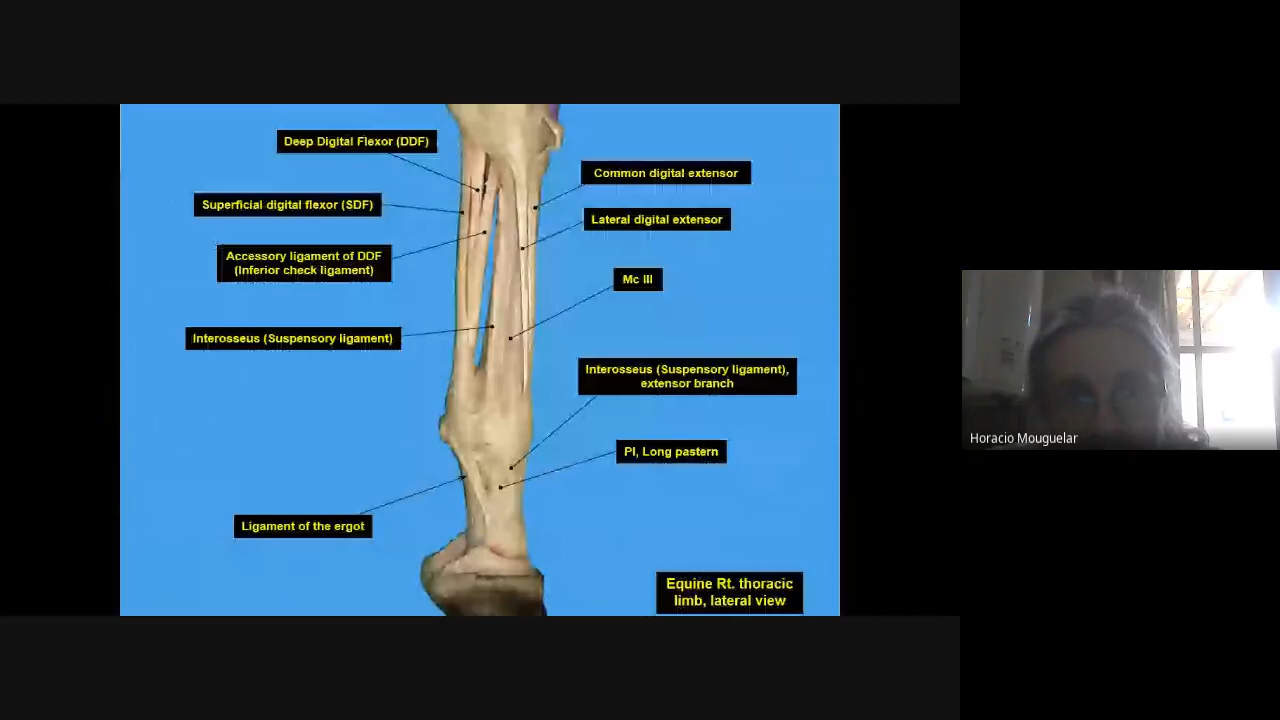 Deep Digital Flexor (DDF)
Common digital extensor
Superficial digital flexor (SDF)
Lateral digital extensor
Accessory ligament of DDF
(Inferior check ligament)
Mc III
Interosseus (Suspensory ligament)
Interosseus (Suspensory ligament),
extensor branch
PI, Long pastern
Ligament of the ergot
Equine Rt. thoracic
limb, lateral view
Horacio Mouguelar